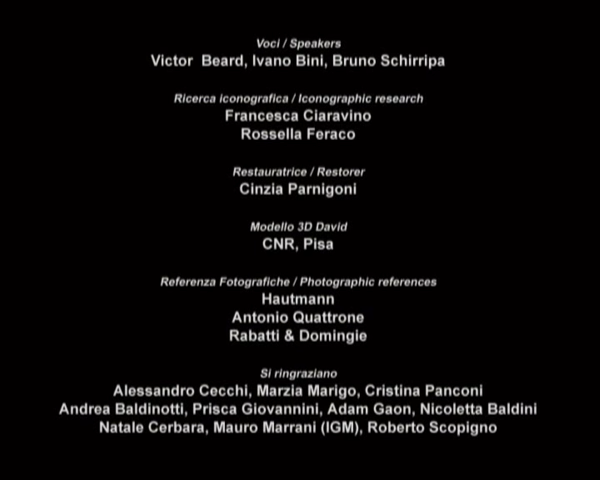 Voci / Speakers
Victor Beard, Ivano Bini, Bruno Schirripa
Ricerca iconografica / Iconographic research
Francesca Ciaravino
Rossella Feraco
Restauratrice / Restorer
Cinzia Parnigoni
Modello 3D David
CNR, Pisa
Referenza Fotografiche / Photographic references
Hautmann
Antonio Quattrone
Rabatti & Domingie
Si ringraziano
Alessandro Cecchi, Marzia Marigo, Cristina Panconi
Andrea Baldinotti, Prisca Giovannini, Adam Gaon, Nicoletta Baldini
Natale Cerbara, Mauro Marrani (IGM), Roberto Scopigno